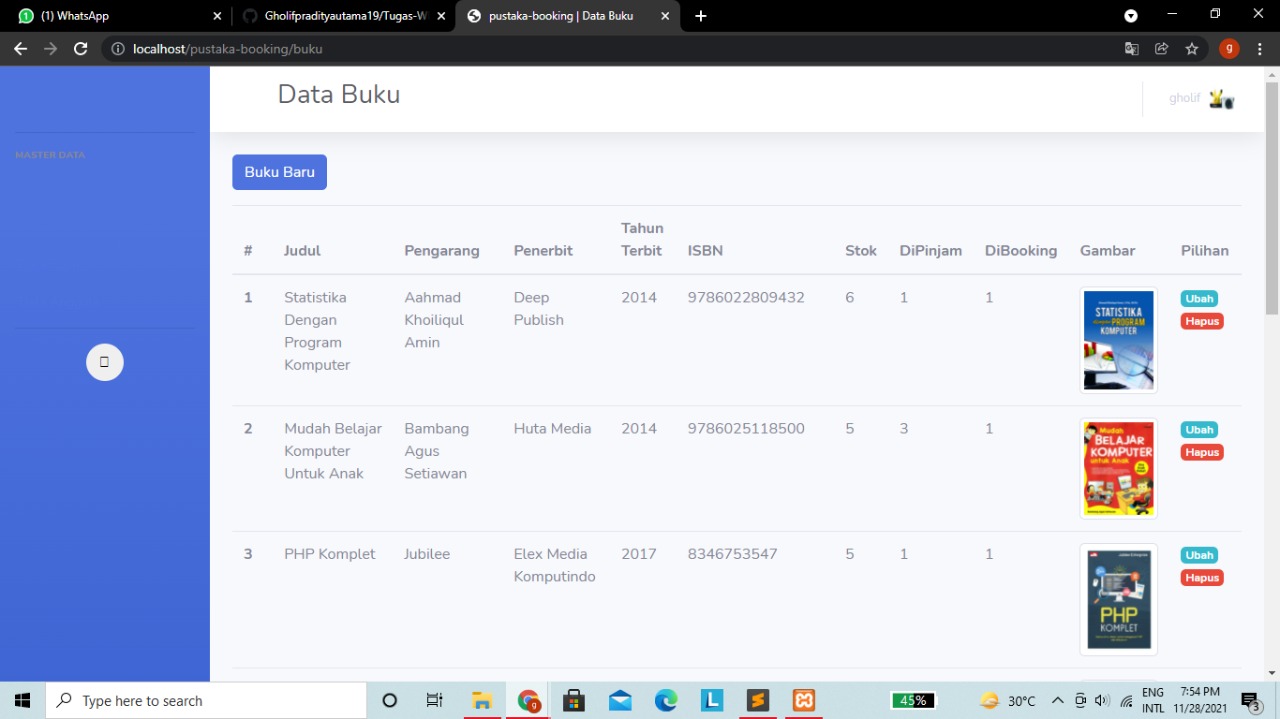 (1) WhatsApp
Gholifpradityautama19/Tugas-W
pustaka-booking | Data Buku
localhost/pustaka-booking/buku
g
Data Buku
gholif
MASTER DATA
Buku Baru
# Judul Pengarang Penerbit Tahun Terbit ISBN Stok DiPinjam DiBooking Gambar Pilihan
1 Statistika Dengan Program Komputer Aahmad Khoiliqul Amin Deep Publish 2014 9786022809432 6 1 1 Ubah Hapus
STATISTIKA
PROGRAM
KOMPUTER
2 Mudah Belajar Komputer Untuk Anak Bambang Agus Setiawan Huta Media 2014 9786025118500 5 3 1 Ubah Hapus
Mudah
BELAJAR
KOMPUTER
untuk Anak
3 PHP Komplet Jubilee Elex Media Komputindo 2017 8346753547 5 1 1 Ubah Hapus
PHP
KOMPLET
Type here to search
45%
30°C
ENG
INTL
7:54 PM
11/28/2021
3